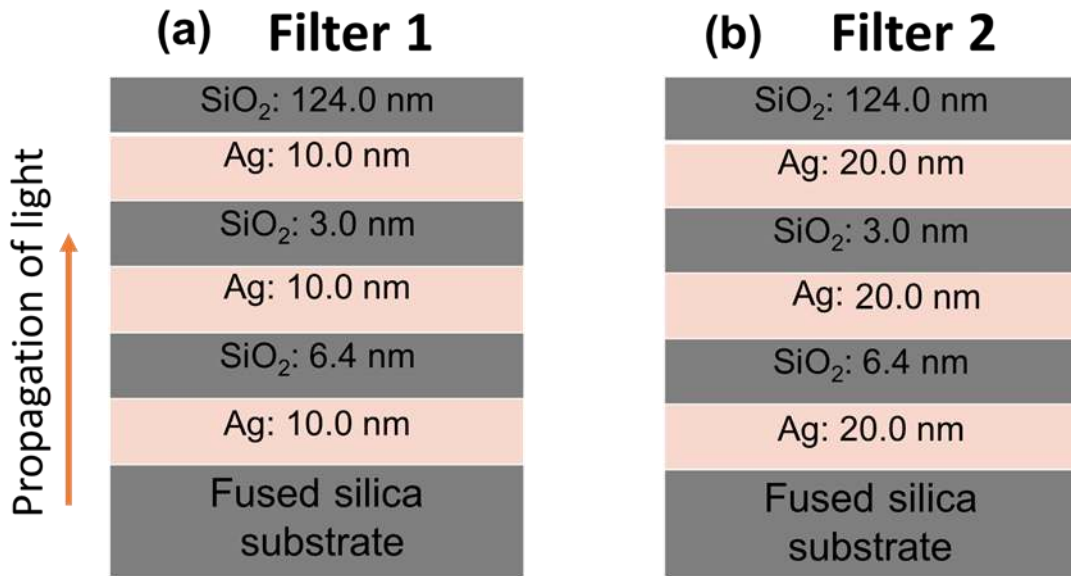 Propagation of light
(a) Filter 1
SiO₂: 124.0 nm
Ag: 10.0 nm
SiO₂: 3.0 nm
Ag: 10.0 nm
SiO₂: 6.4 nm
Ag: 10.0 nm
Fused silica
substrate
(b) Filter 2
SiO₂: 124.0 nm
Ag: 20.0 nm
SiO₂: 3.0 nm
Ag: 20.0 nm
SiO₂: 6.4 nm
Ag: 20.0 nm
Fused silica
substrate